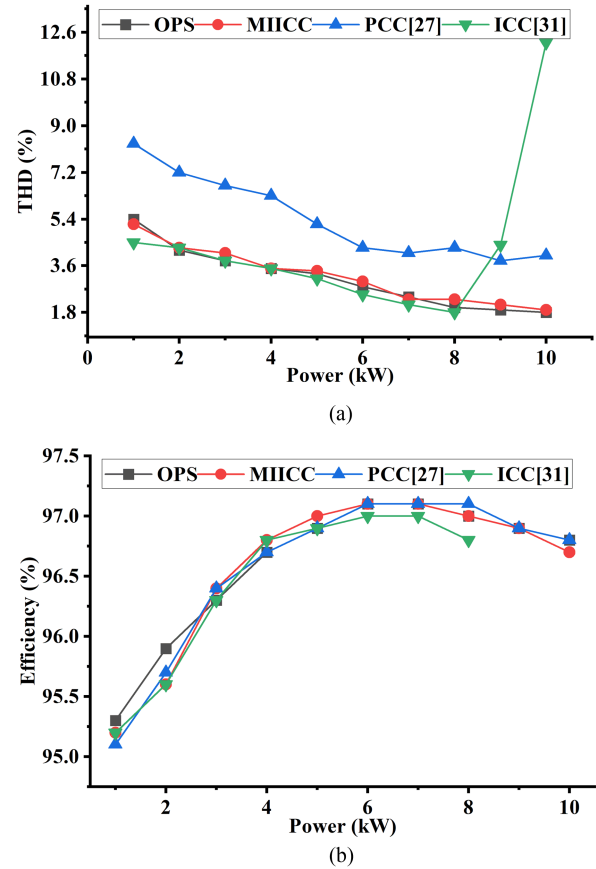 OPS MIICC PCC[27] ICC[31]
12.6
10.8
9.0
7.2
5.4
3.6
1.8
THD (%)
0 2 4 6 8 10
Power (kW)
(a)
97.5
OPS MIICC PCC[27] ICC[31]
97.0
96.5
96.0
95.5
95.0
Efficiency (%)
2 4 6 8 10
Power (kW)
(b)